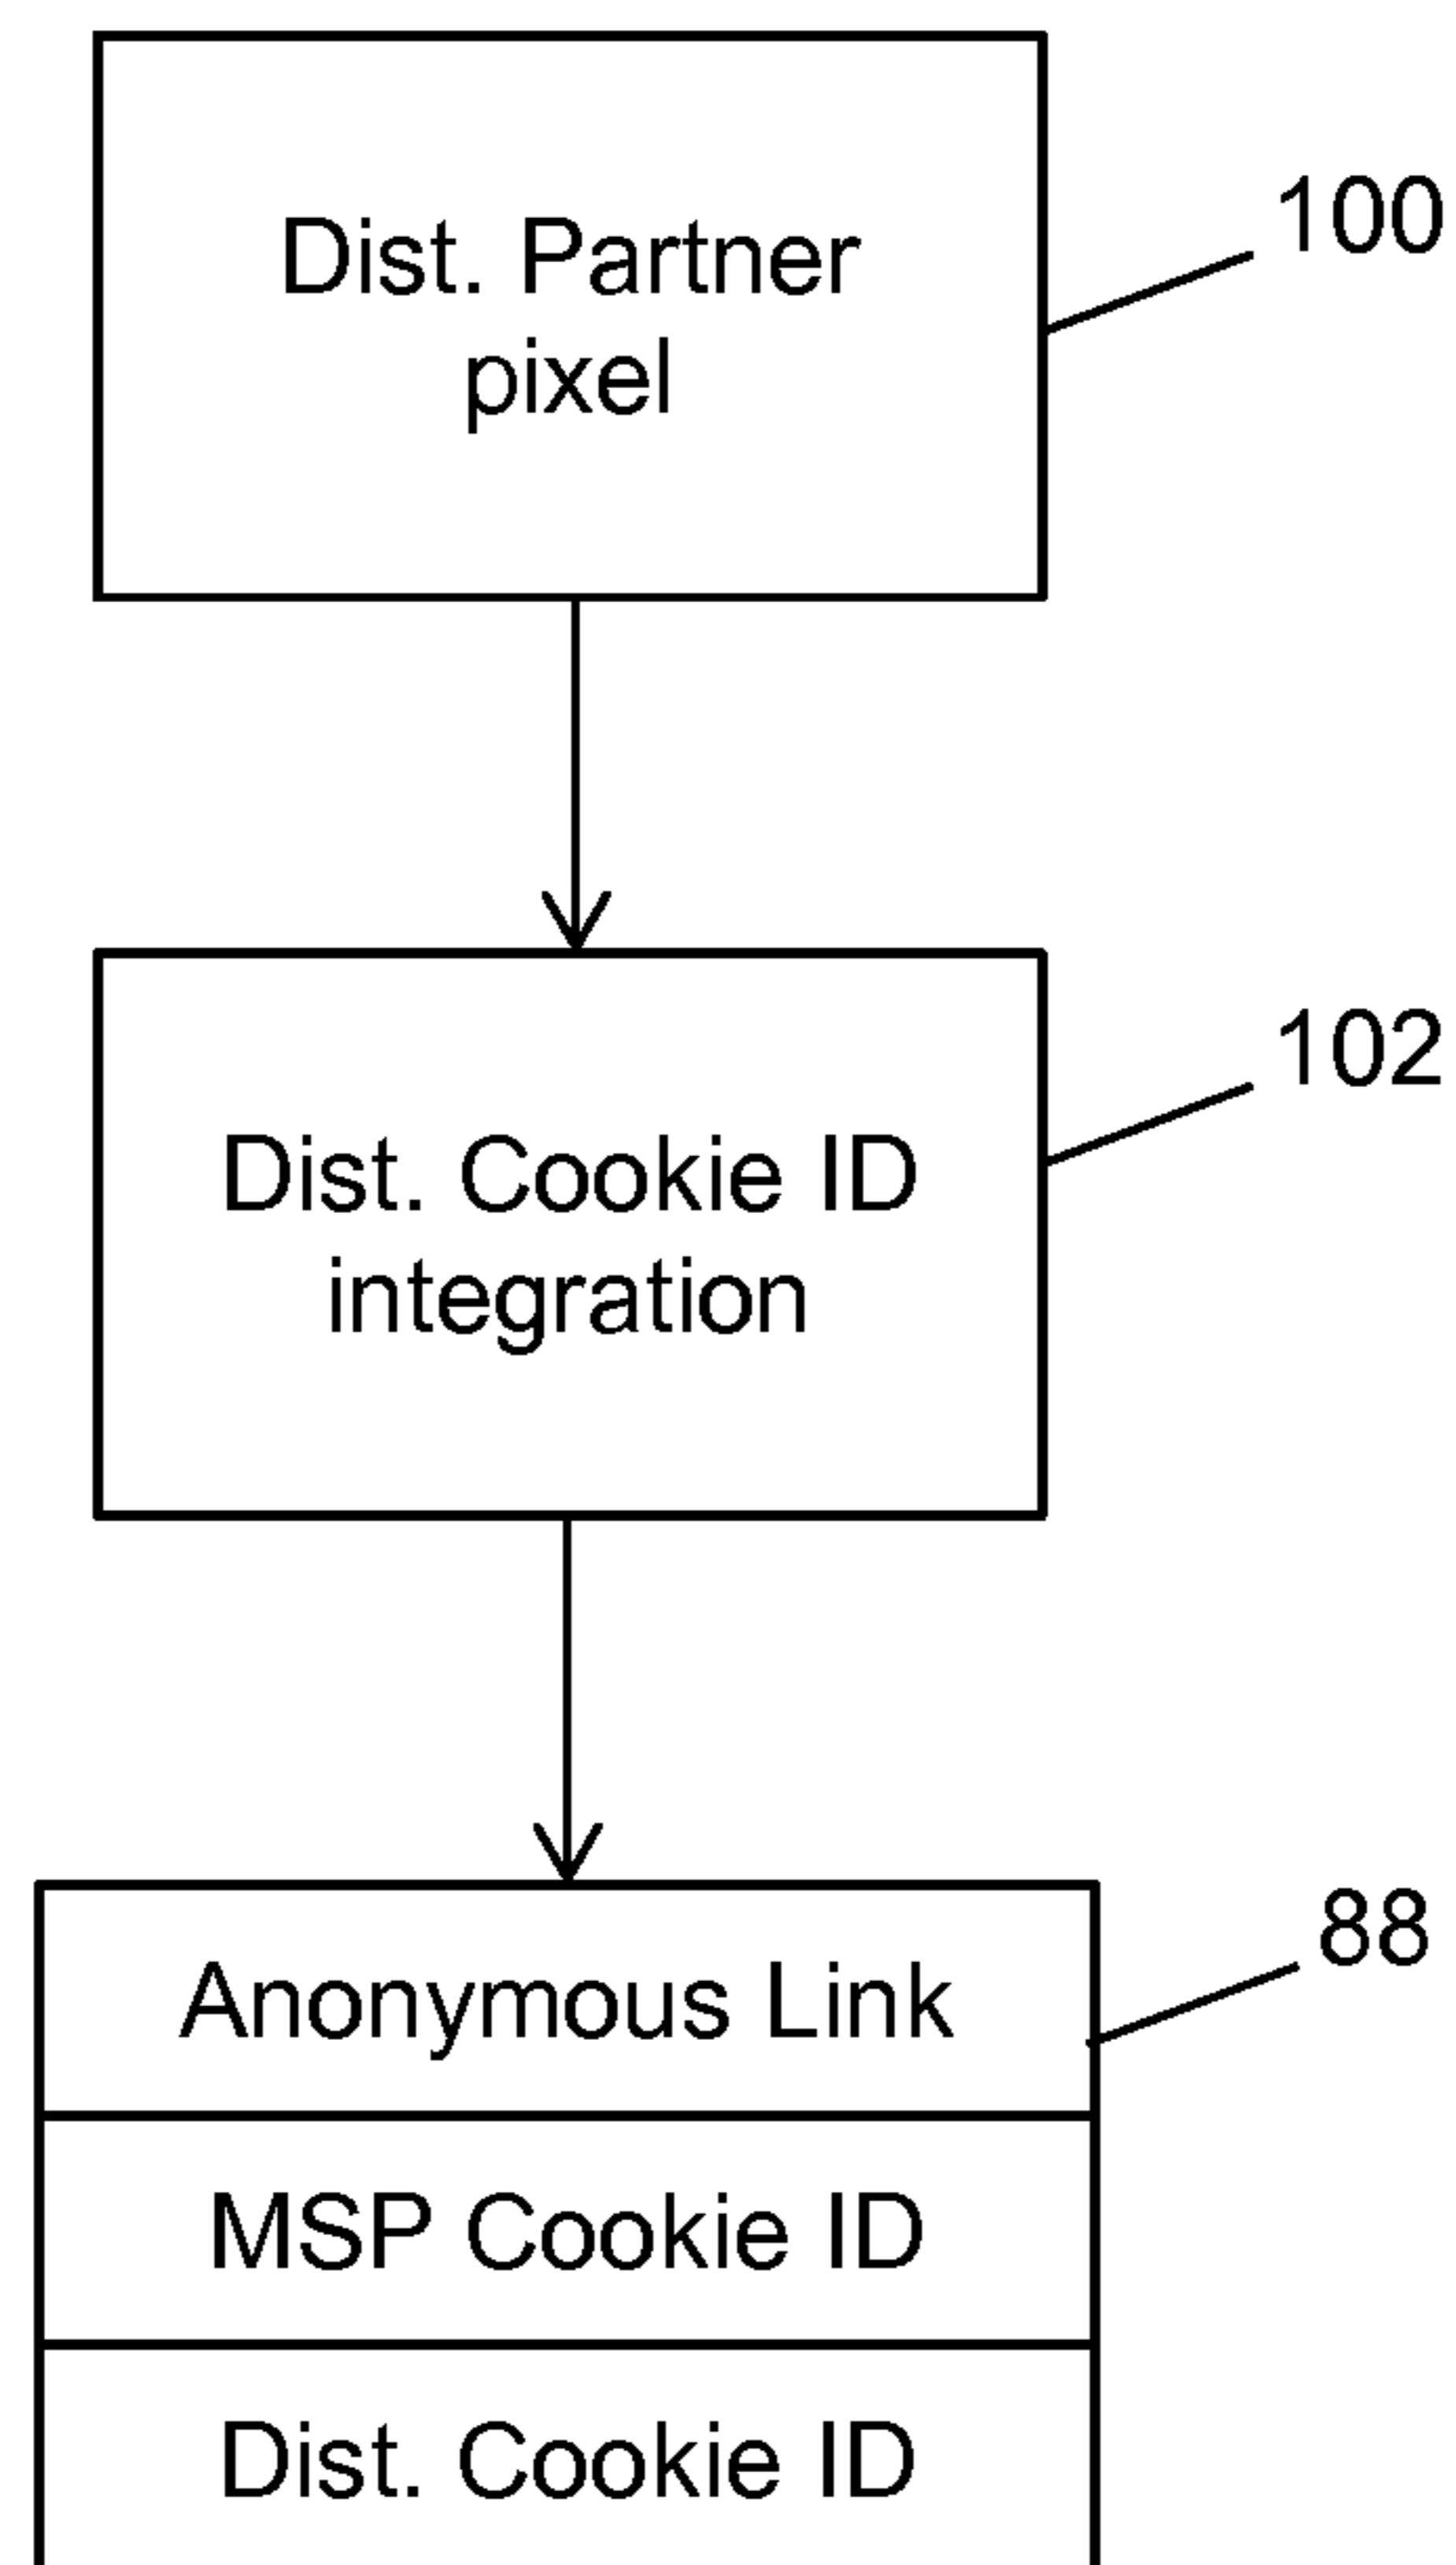 Dist. Partner
pixel
100
Dist. Cookie ID
integration
102
Anonymous Link
88
MSP Cookie ID
Dist. Cookie ID